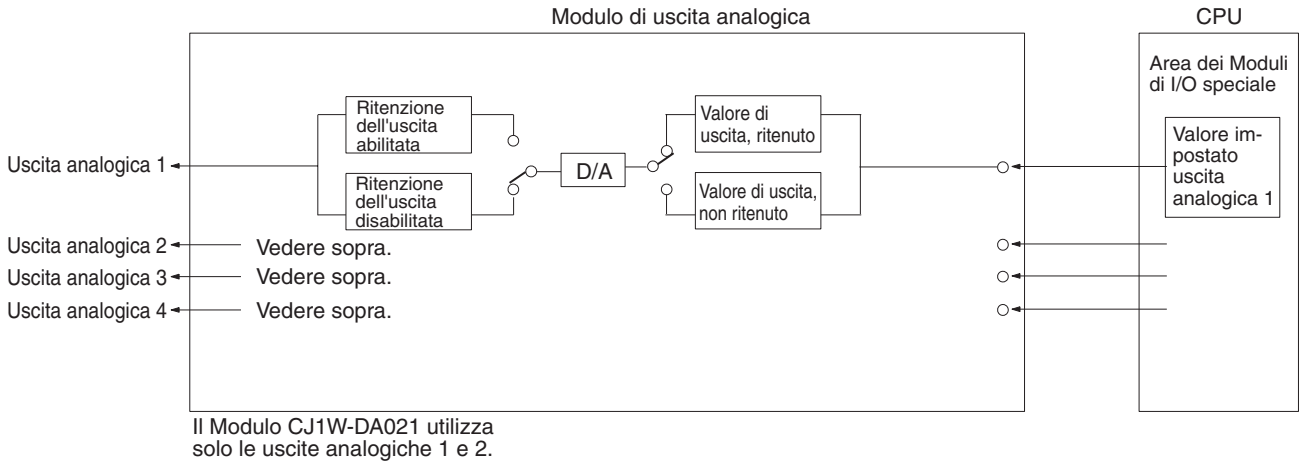 Modulo di uscita analogica
CPU
Area dei Moduli
di I/O speciale
Ritenzione
dell'uscita
abilitata
Valore di
uscita, ritenuto
Valore im-
postato
uscita
analogica 1
Uscita analogica 1
D/A
Ritenzione
dell'uscita
disabilitata
Valore di uscita,
non ritenuto
Uscita analogica 2
Vedere sopra.
Uscita analogica 3
Vedere sopra.
Uscita analogica 4
Vedere sopra.
Il Modulo CJ1W-DA021 utilizza
solo le uscite analogiche 1 e 2.